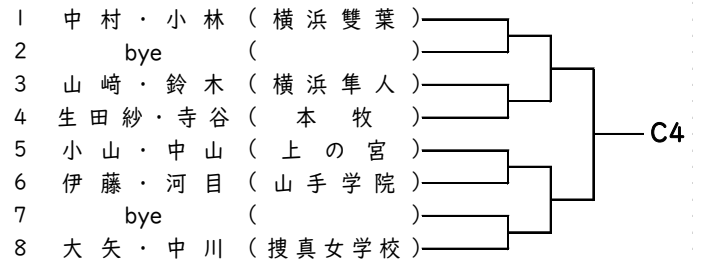 1 中村・小林 (横浜雙葉)
2 bye ( )
3 山﨑・鈴木 (横浜隼人)
4 生田紗・寺谷 (本牧)
C4
5 小山・中山 (上の宮)
6 伊藤・河目 (山手学院)
7 bye ( )
8 大矢・中川 (捜真女学校)